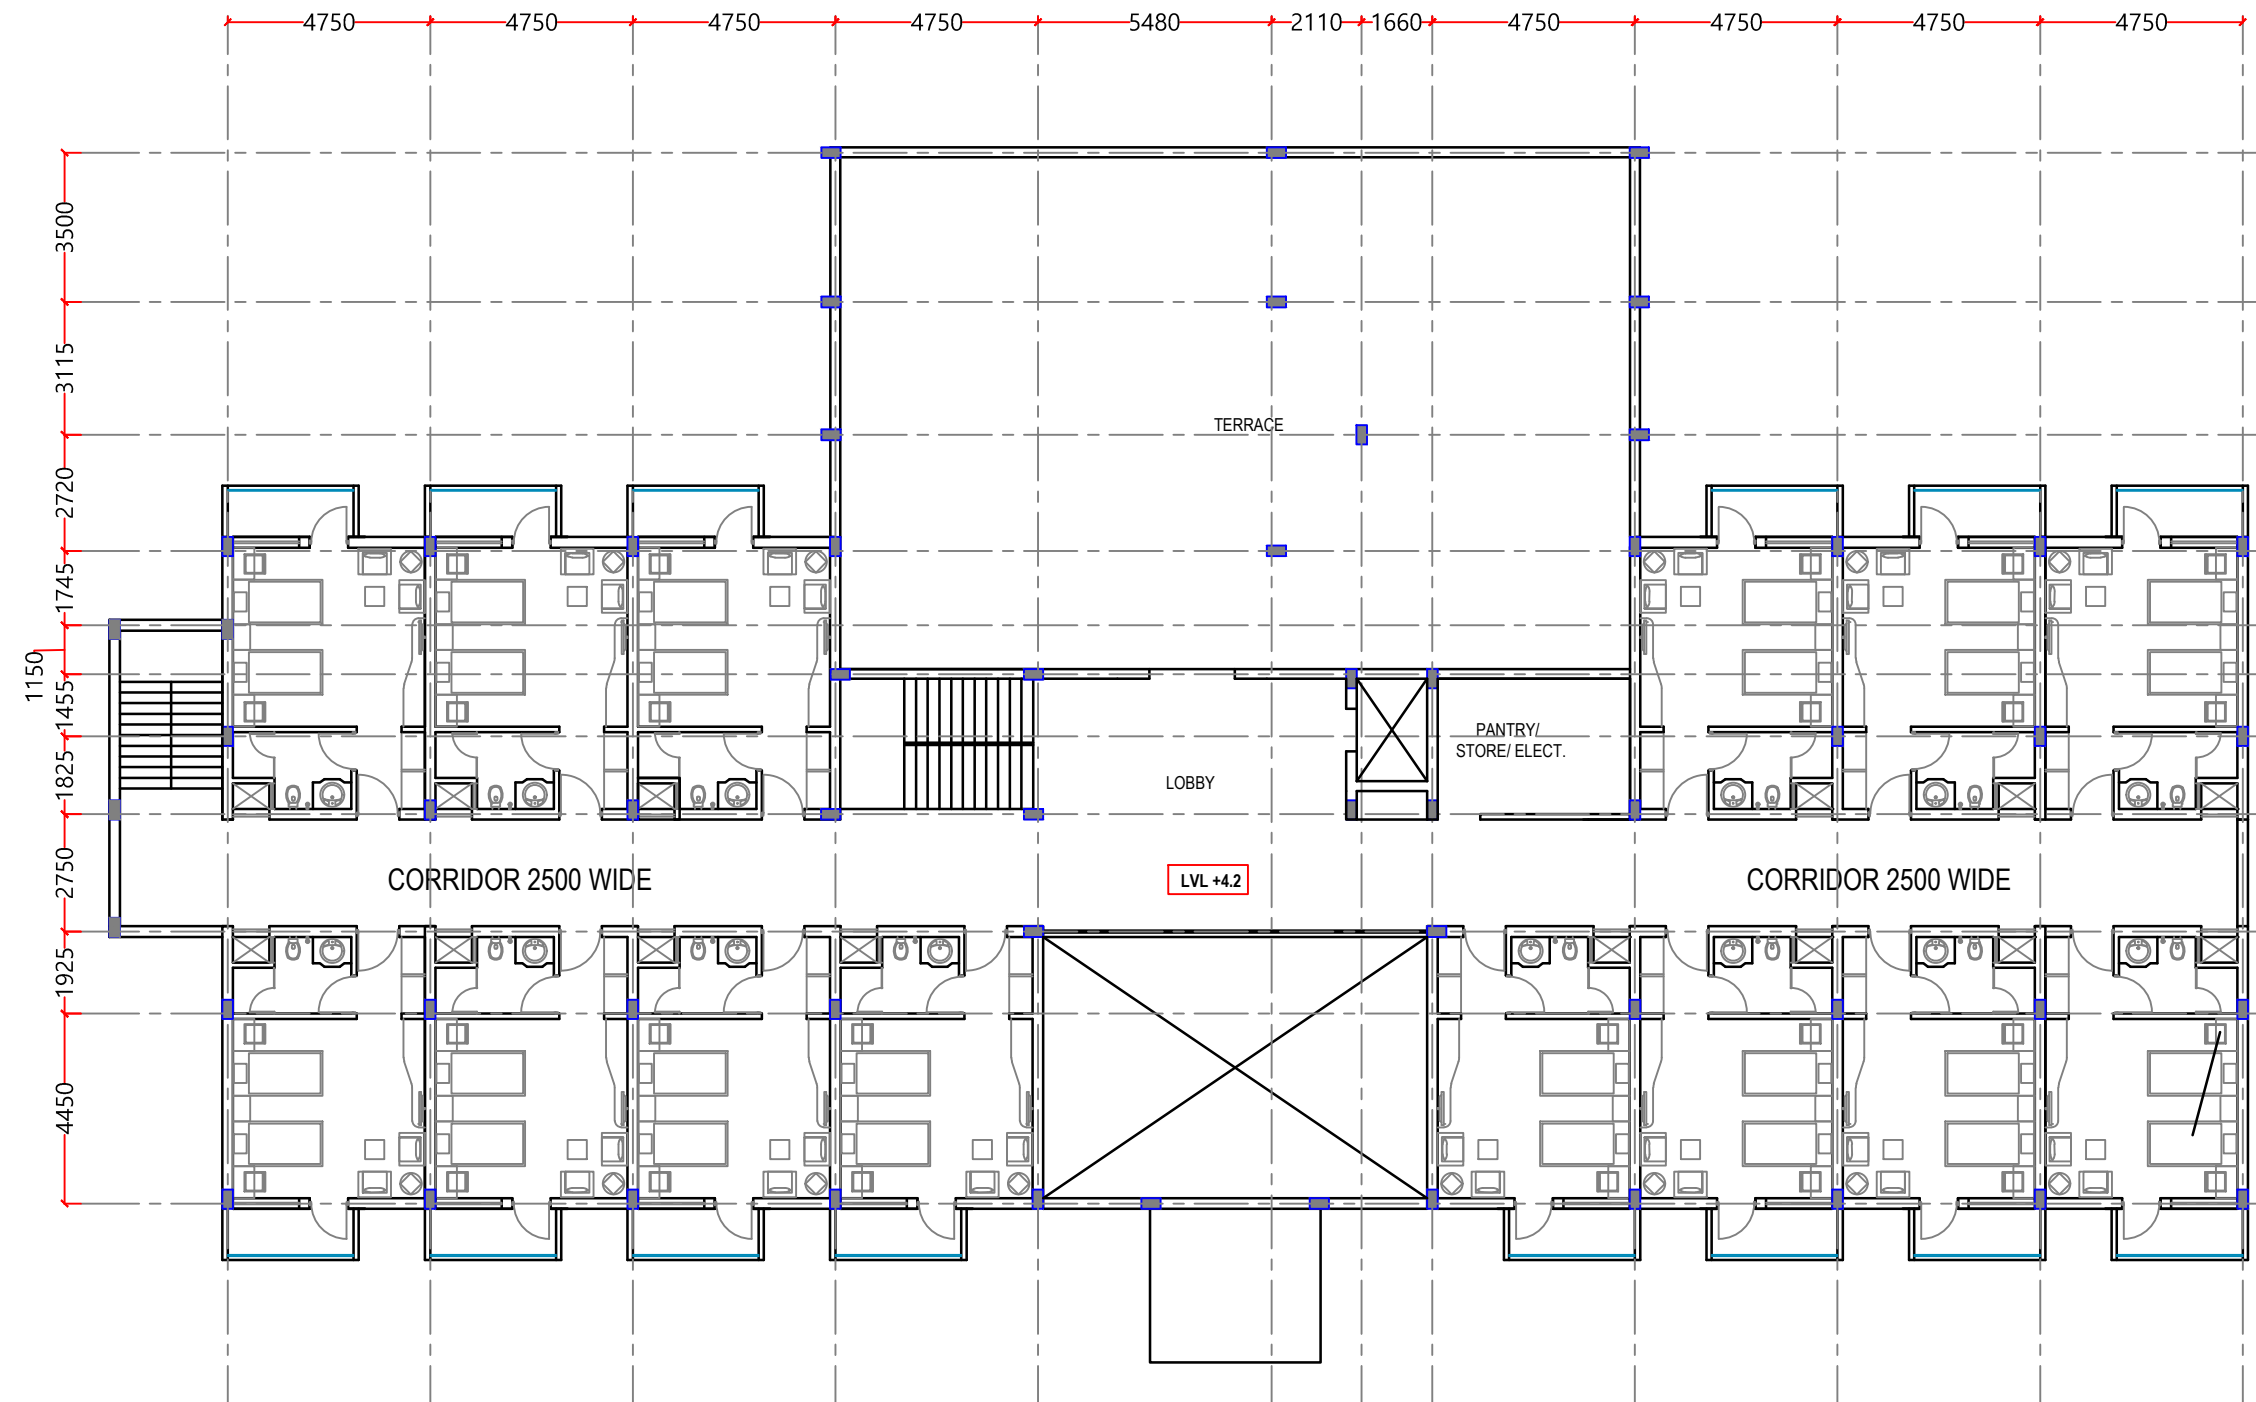 4750 4750 4750 4750 5480 2110 1660 4750 4750 4750 4750
3500
3115
2720
1745
1150
1455
1825
2750
1925
4450
TERRACE
PANTRY/
STORE/ ELECT.
LOBBY
CORRIDOR 2500 WIDE
LVL +4.2
CORRIDOR 2500 WIDE